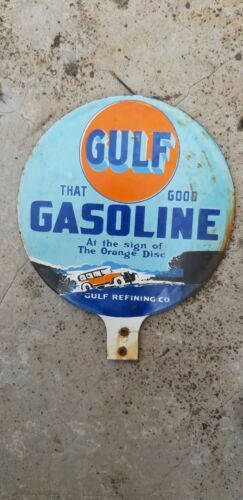 GULF
THAT GOOD
GASOLINE
At the sign of
The Orange Disc
GULF REFINING CO.